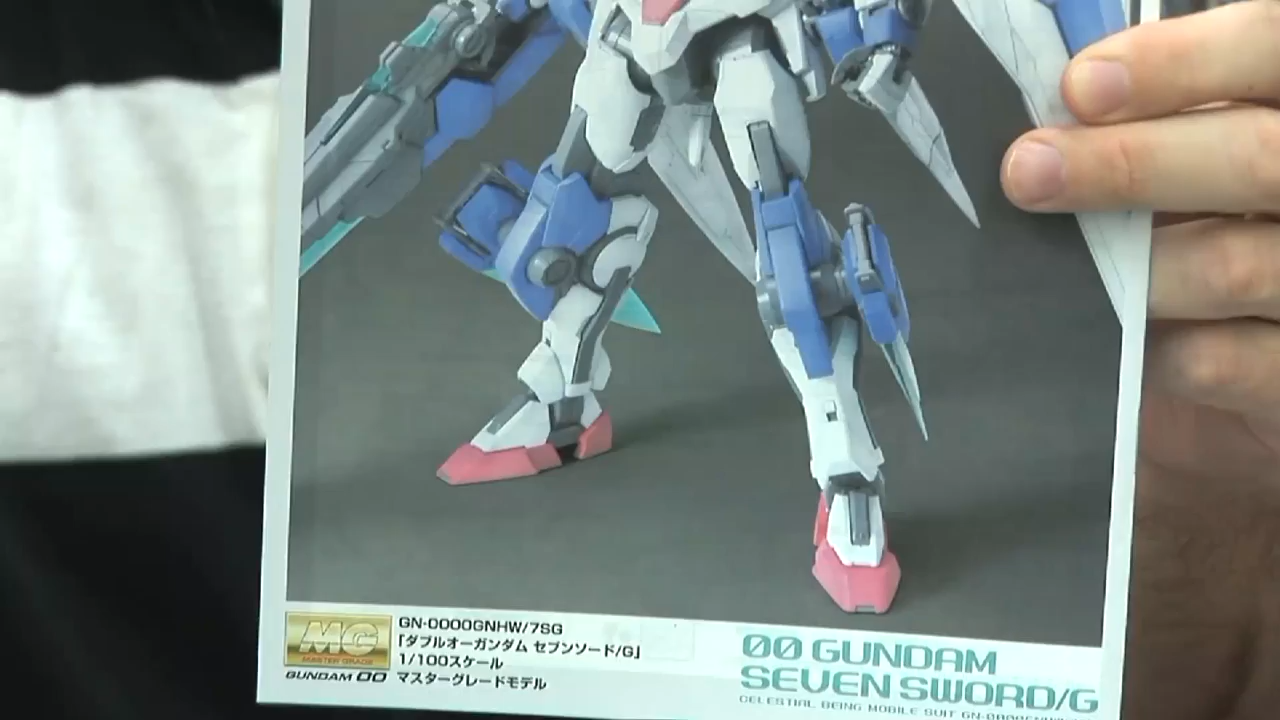 MG
MASTER GRADE
GUNDAM 00
GN-0000GNHW/7SG
「ダブルオーガンダム セブンソード/G」
1/100スケール
マスターグレードモデル
00 GUNDAM
SEVEN SWORD/G
CELESTIAL BEING MOBILE SUIT